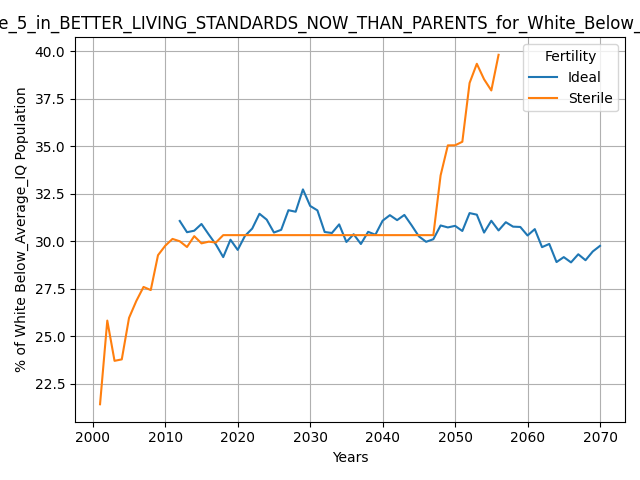 e_5_in_BETTER_LIVING_STANDARDS_NOW_THAN_PARENTS_for_White_Below_
40.0
37.5
35.0
32.5
30.0
27.5
25.0
22.5
% of White Below_Average_IQ Population
Fertility
Ideal
Sterile
2000 2010 2020 2030 2040 2050 2060 2070
Years